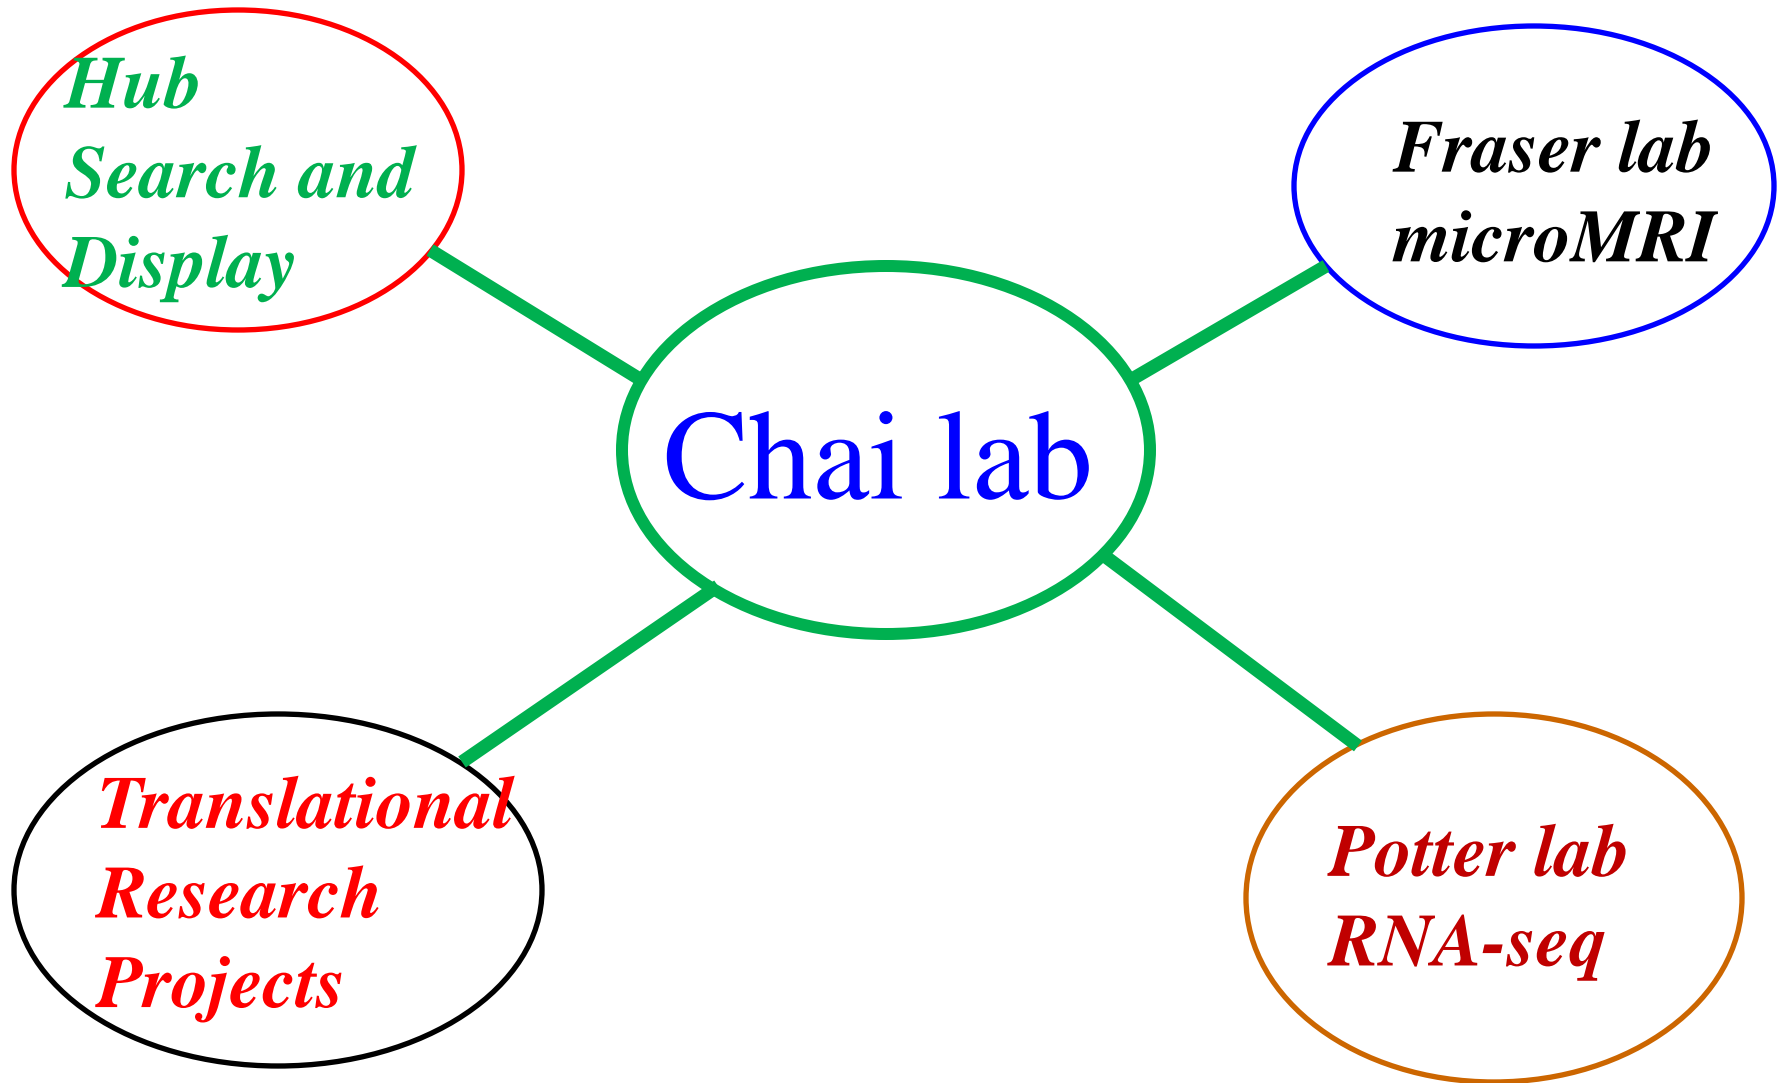 Hub
Search and
Display
Fraser lab
microMRI
Chai lab
Translational
Research
Projects
Potter lab
RNA-seq